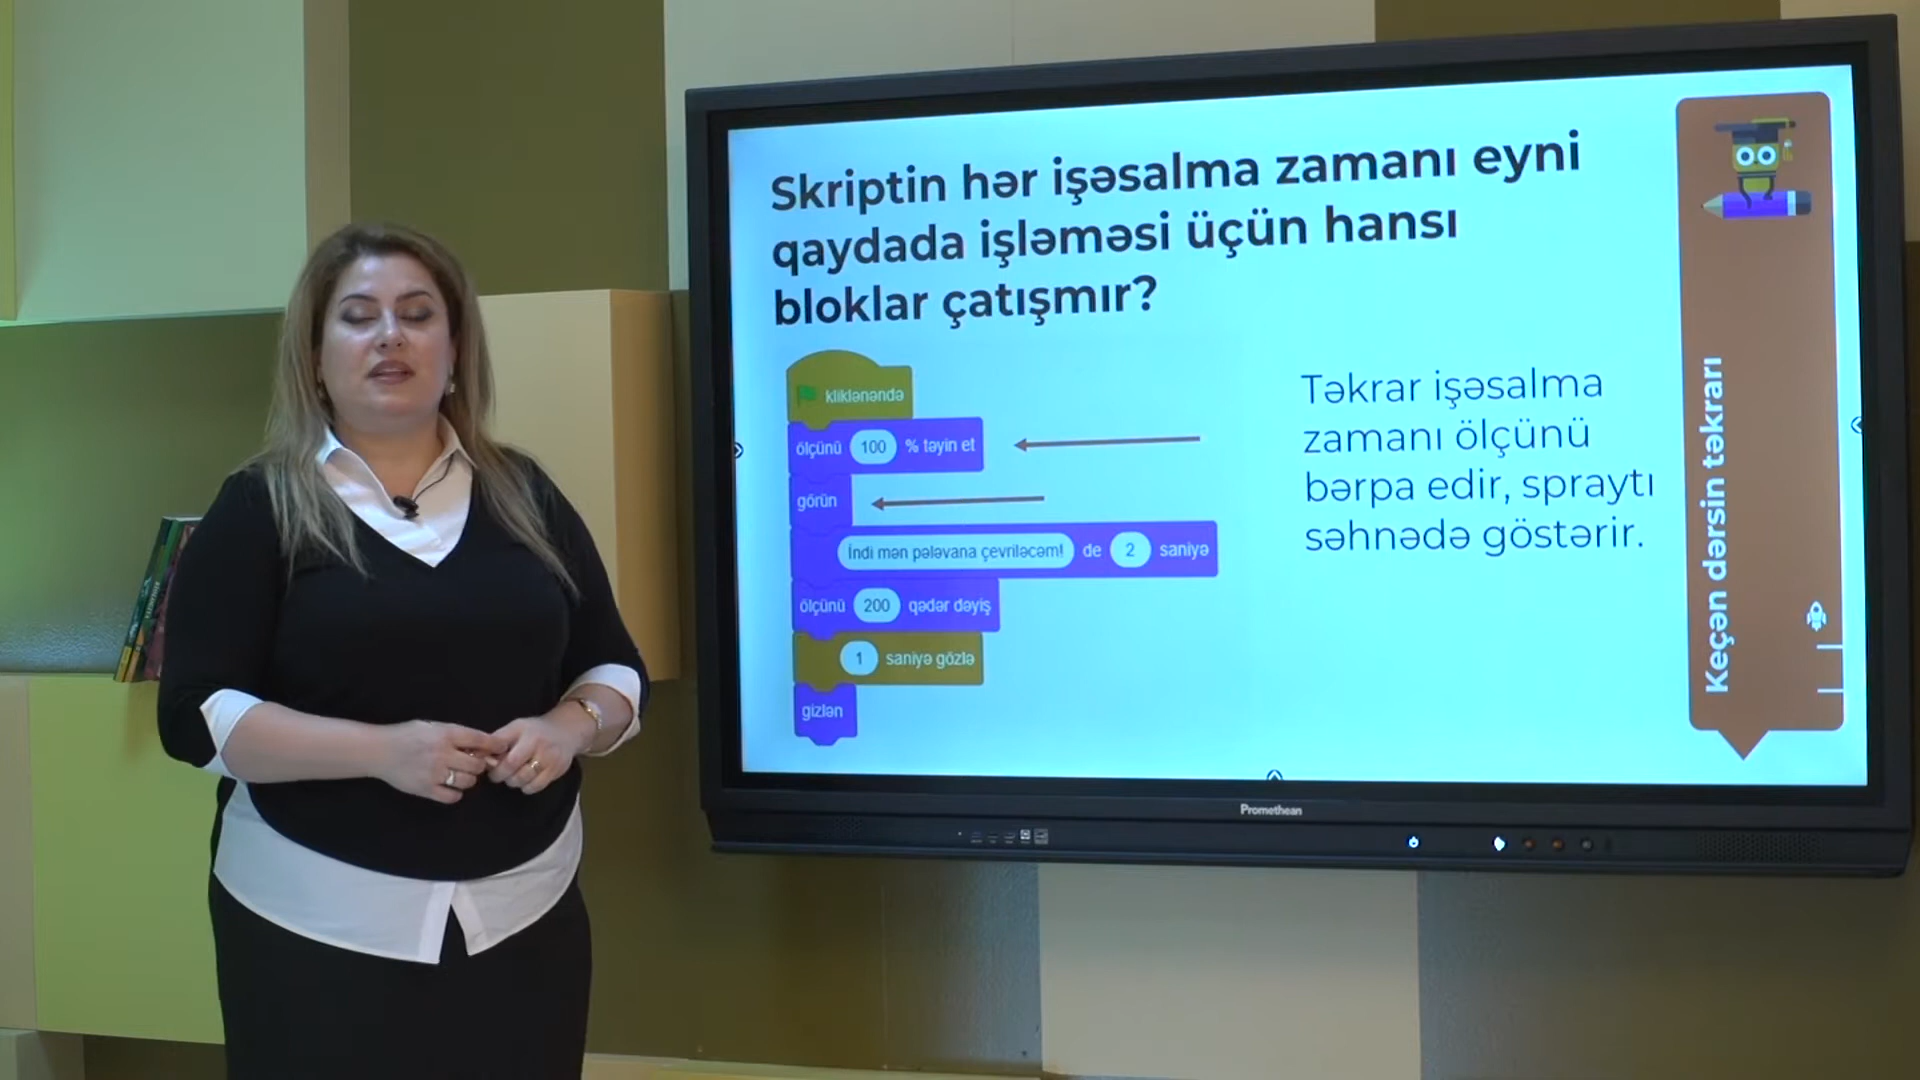 Skriptin hər işəsalma zamanı eyni
qaydada işləməsi üçün hansı
bloklar çatışmır?
kliklənəndə
ölçünü 100 % təyin et
görün
İndi mən pələvana çevriləcəm! de 2 saniyə
ölçünü 200 qədər dəyiş
1 saniyə gözlə
gizlən
Təkrar işəsalma
zamanı ölçünü
bərpa edir, spraytı
səhnədə göstərir.
Keçən dərsin təkrarı
Promethean